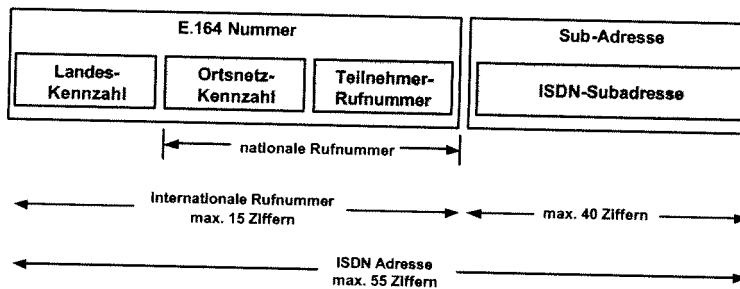 E.164 Nummer
Sub-Adresse
Landes-
Kennzahl
Ortsnetz-
Kennzahl
Teilnehmer-
Rufnummer
ISDN-Subadresse
nationale Rufnummer
Internationale Rufnummer
max. 15 Ziffern
max. 40 Ziffern
ISDN Adresse
max. 55 Ziffern